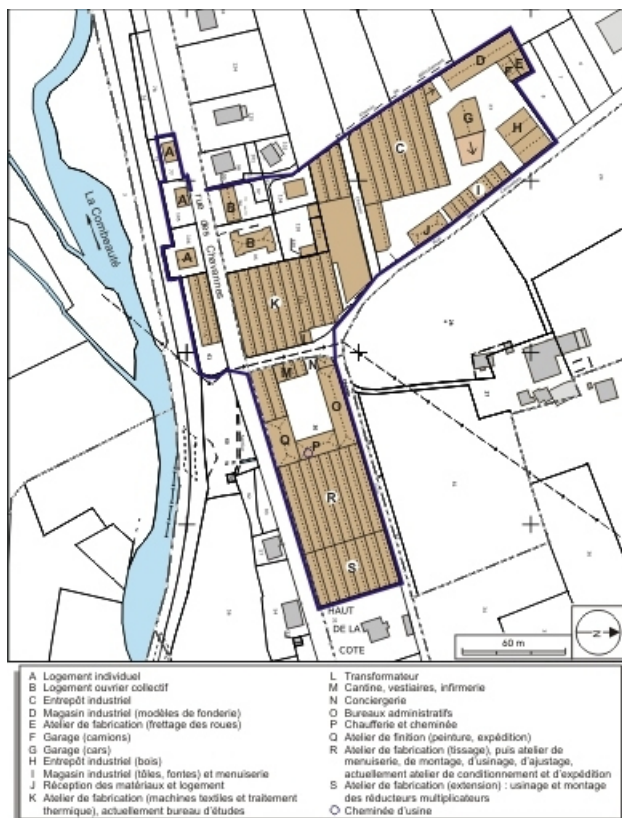 D
E
F
G
H
C
A
A
B
I
rue des Chavannes
La Combeauté
J
B
A
K
L
M
N
O
Q
P
R
S
HAUT
DE LA
COTE
60 m
N
A Logement individuel
B Logement ouvrier collectif
C Entrepôt industriel
D Magasin industriel (modèles de fonderie)
E Atelier de fabrication (frettage des roues)
F Garage (camions)
G Garage (cars)
H Entrepôt industriel (bois)
I Magasin industriel (tôles, fontes) et menuiserie
J Réception des matériaux et logement
K Atelier de fabrication (machines textiles et traitement
thermique), actuellement bureau d'études
L Transformateur
M Cantine, vestiaires, infirmerie
N Conciergerie
O Bureaux administratifs
P Chaufferie et cheminée
Q Atelier de finition (peinture, expédition)
R Atelier de fabrication (tissage), puis atelier de
menuiserie, de montage, d'usinage, d'ajustage,
actuellement atelier de conditionnement et d'expédition
S Atelier de fabrication (extension) : usinage et montage
des réducteurs multiplicateurs
Cheminée d'usine